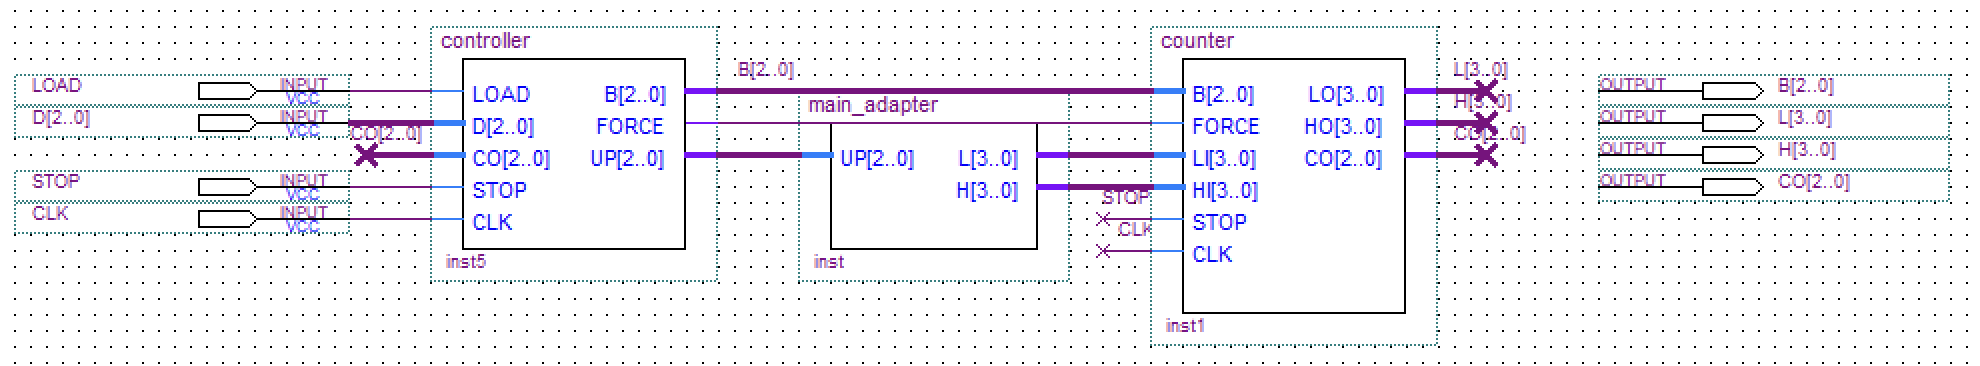 controller
counter
LOAD
INPUT
VCC
D[2..0]
INPUT
VCC
CO[2..0]
STOP
INPUT
VCC
CLK
INPUT
VCC
LOAD
B[2..0]
D[2..0]
FORCE
CO[2..0]
UP[2..0]
STOP
CLK
inst5
B[2..0]
main_adapter
UP[2..0]
L[3..0]
H[3..0]
inst
STOP
CLK
B[2..0]
LO[3..0]
FORCE
HO[3..0]
LI[3..0]
CO[2..0]
HI[3..0]
STOP
CLK
inst1
L[3..0]
H[3..0]
CO[2..0]
OUTPUT
B[2..0]
OUTPUT
L[3..0]
OUTPUT
H[3..0]
OUTPUT
CO[2..0]